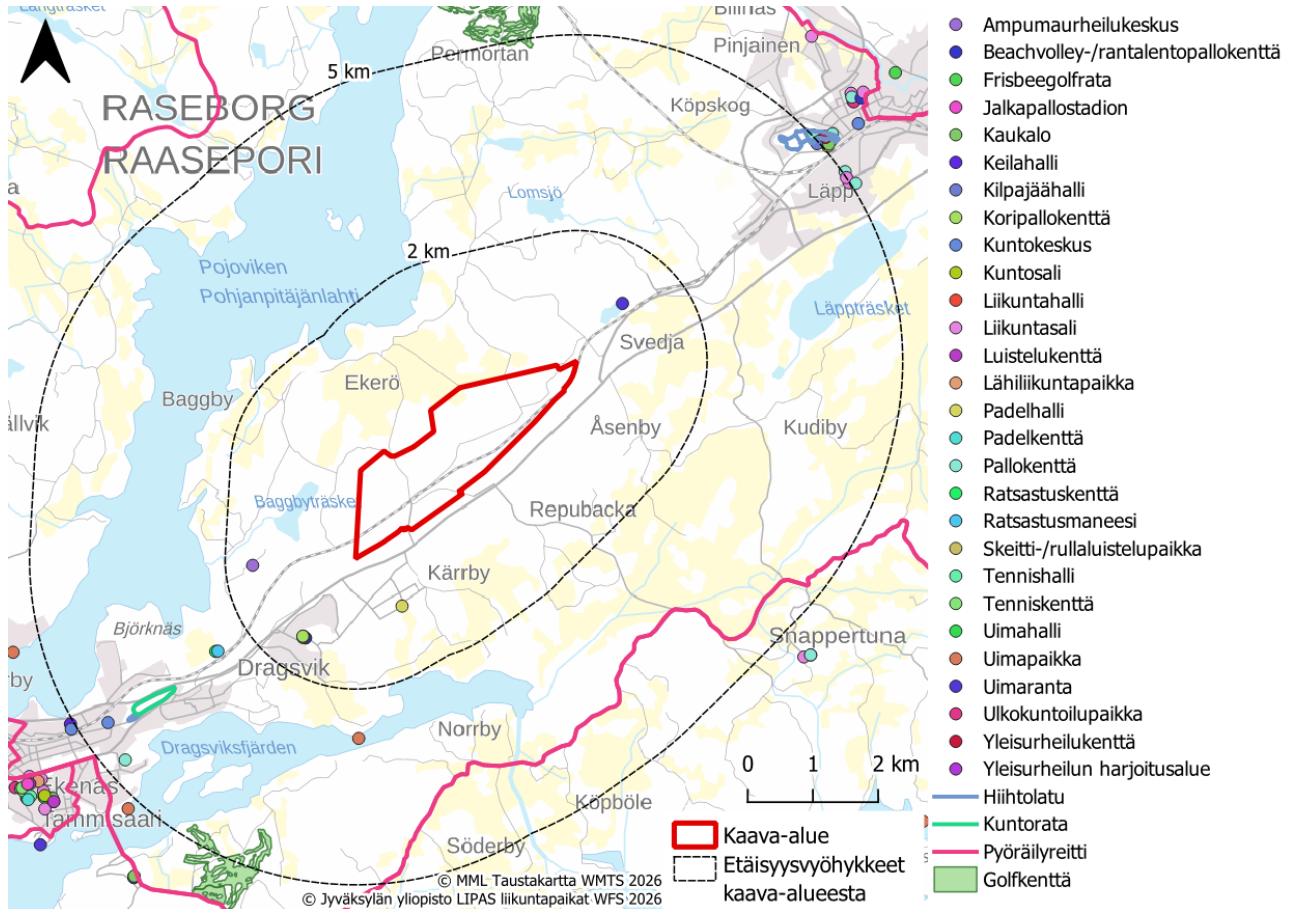 Billnäs
Pinjainen
Permortan
5 km
RASEBORG
RAASEPORI
Köpskog
Läpp
Lomsjö
2 km
Pojoviken
Pohjanpitäjänlahti
Läppträsket
Svedja
Ekerö
Baggby
ällvik
Åsenby
Kudiby
Baggbyträske
Repubacka
Kärrby
Björknäs
Snappertuna
by
Dragsvik
Norrby
Dragsviksfjärden
Ekenäs
Tammisaari
Köpböle
Söderby
0 1 2 km
Kaava-alue
Etäisyysvyöhykkeet
kaava-alueesta
© MML Taustakartta WMTS 2026
© Jyväksylän yliopisto LIPAS liikuntapaikat WFS 2026
Ampumaurheilukeskus
Beachvolley-/rantalentopallokenttä
Frisbeegolfrata
Jalkapallostadion
Kaukalo
Keilahalli
Kilpajäähalli
Koripallokenttä
Kuntokeskus
Kuntosali
Liikuntahalli
Liikuntasali
Luistelukenttä
Lähiliikuntapaikka
Padelhalli
Padelkenttä
Pallokenttä
Ratsastuskenttä
Ratsastusmaneesi
Skeitti-/rullaluistelupaikka
Tennishalli
Tenniskenttä
Uimahalli
Uimapaikka
Uimaranta
Ulkokuntoilupaikka
Yleisurheilukenttä
Yleisurheilun harjoitusalue
Hiihtolatu
Kuntorata
Pyöräilyreitti
Golfkenttä